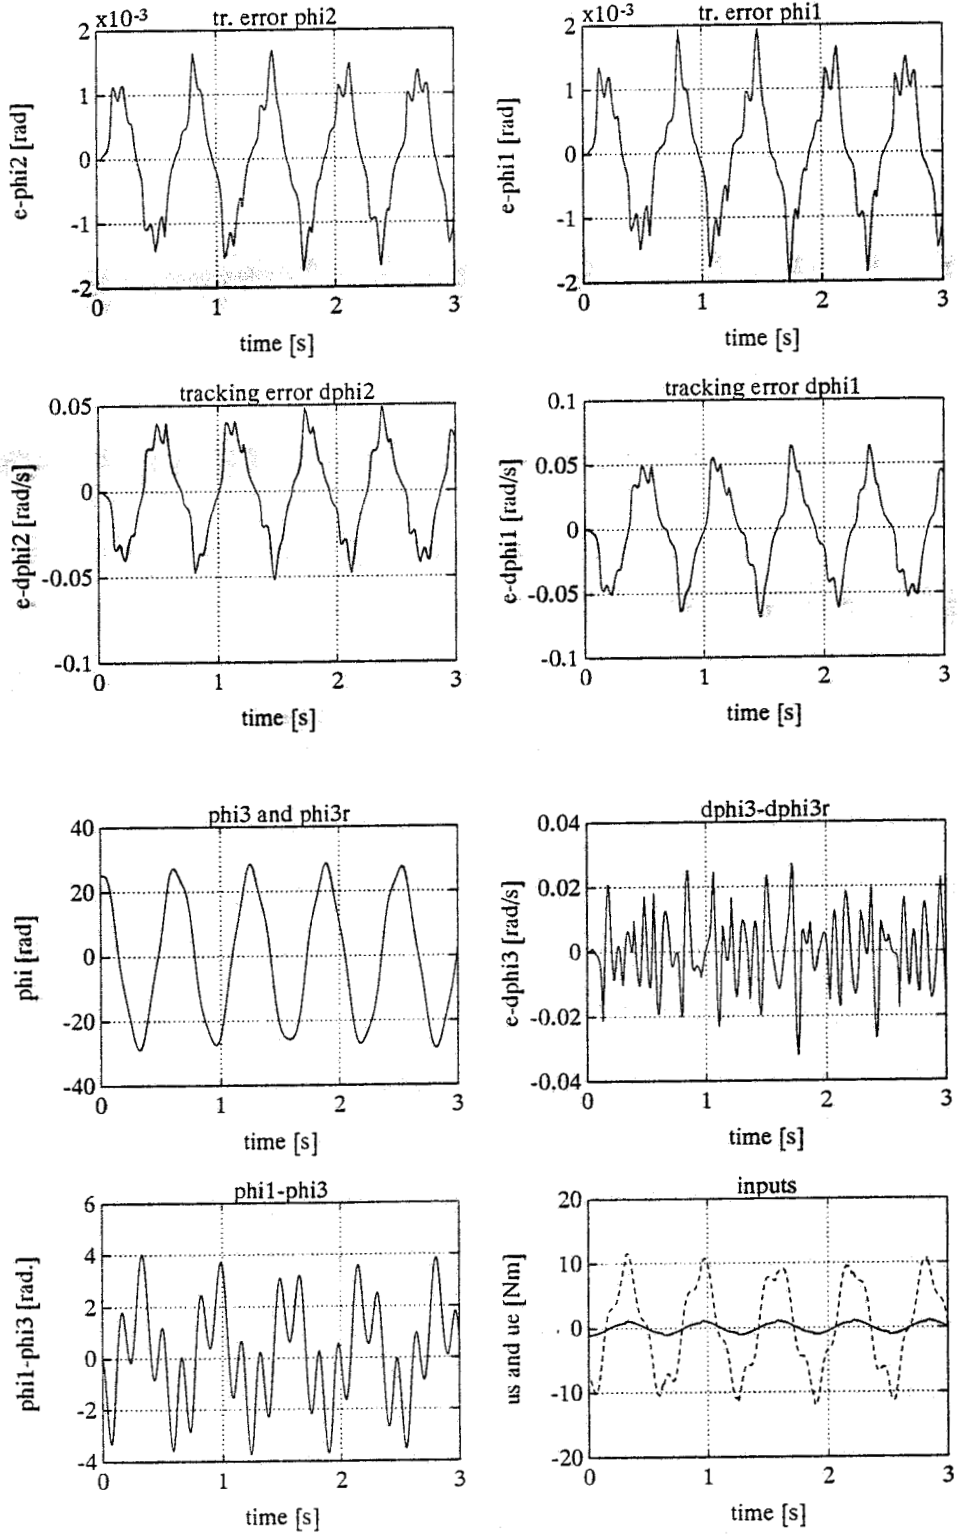 x10-3 tr. error phi2
2
1
0
-1
-2
e-phi2 [rad]
0 1 2 3
time [s]
x10-3 tr. error phi1
2
1
0
-1
-2
e-phi1 [rad]
0 1 2 3
time [s]
tracking error dphi2
0.05
0
-0.05
-0.1
e-dphi2 [rad/s]
0 1 2 3
time [s]
tracking error dphi1
0.1
0.05
0
-0.05
-0.1
e-dphi1 [rad/s]
0 1 2 3
time [s]
phi3 and phi3r
40
20
0
-20
-40
phi [rad]
0 1 2 3
time [s]
dphi3-dphi3r
0.04
0.02
0
-0.02
-0.04
e-dphi3 [rad/s]
0 1 2 3
time [s]
phi1-phi3
6
4
2
0
-2
-4
phi1-phi3 [rad.]
0 1 2 3
time [s]
inputs
20
10
0
-10
-20
us and ue [Nm]
0 1 2 3
time [s]